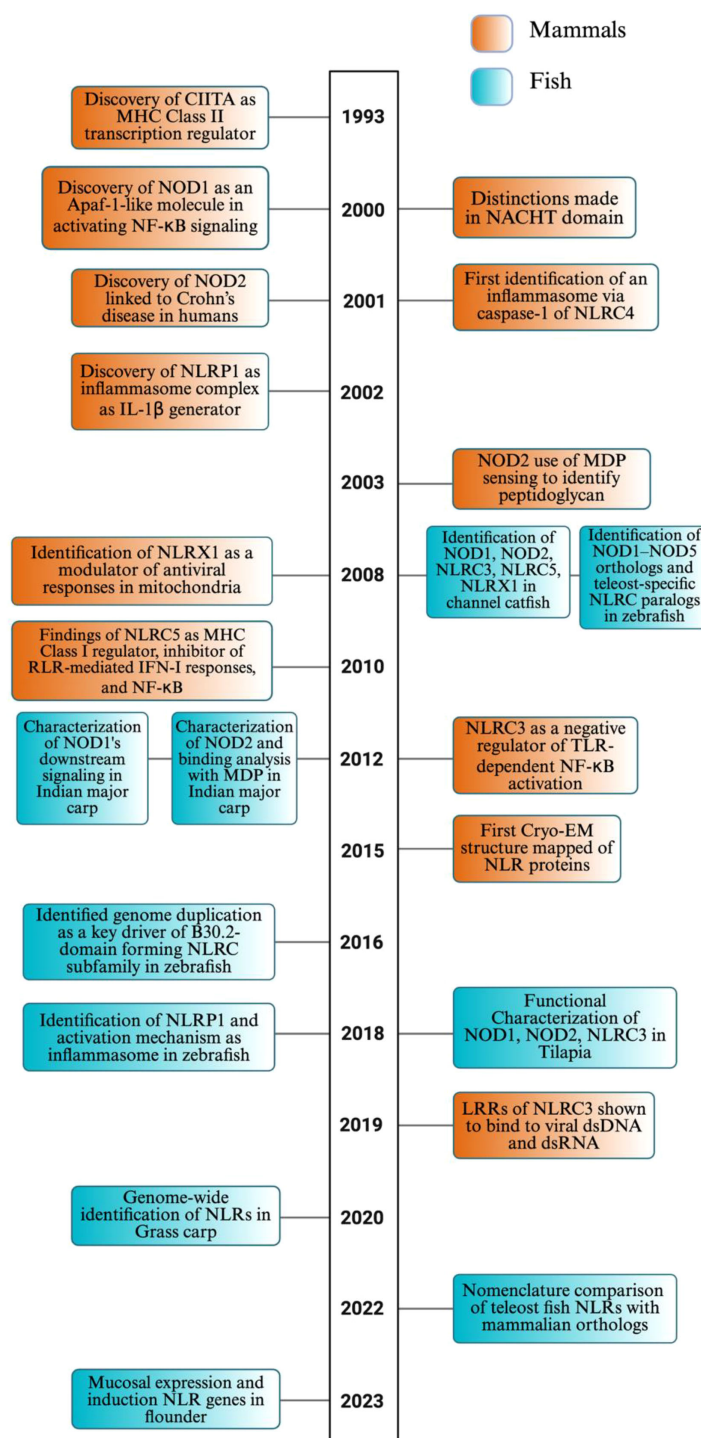 Mammals
Fish
Discovery of CIITA as
MHC Class II
transcription regulator
1993
Discovery of NOD1 as an
Apaf-1-like molecule in
activating NF-κB signaling
2000
Distinctions made
in NACHT domain
Discovery of NOD2
linked to Crohn's
disease in humans
2001
First identification of an
inflammasome via
caspase-1 of NLRC4
Discovery of NLRP1 as
inflammasome complex
as IL-1β generator
2002
2003
NOD2 use of MDP
sensing to identify
peptidoglycan
Identification of NLRX1 as a
modulator of antiviral
responses in mitochondria
2008
Identification of
NOD1, NOD2,
NLRC3, NLRC5,
NLRX1 in
channel catfish
Identification of
NOD1–NOD5
orthologs and
teleost-specific
NLRC paralogs
in zebrafish
Findings of NLRC5 as MHC
Class I regulator, inhibitor of
RLR-mediated IFN-I responses,
and NF-κB
2010
Characterization
of NOD1's
downstream
signaling in
Indian major
carp
Characterization
of NOD2 and
binding analysis
with MDP in
Indian major
carp
2012
NLRC3 as a negative
regulator of TLR-
dependent NF-κB
activation
2015
First Cryo-EM
structure mapped of
NLR proteins
Identified genome duplication
as a key driver of B30.2-
domain forming NLRC
subfamily in zebrafish
2016
Identification of NLRP1 and
activation mechanism as
inflammasome in zebrafish
2018
Functional
Characterization of
NOD1, NOD2, NLRC3 in
Tilapia
2019
LRRs of NLRC3 shown
to bind to viral dsDNA
and dsRNA
Genome-wide
identification of NLRs in
Grass carp
2020
2022
Nomenclature comparison
of teleost fish NLRs with
mammalian orthologs
Mucosal expression and
induction NLR genes in
flounder
2023